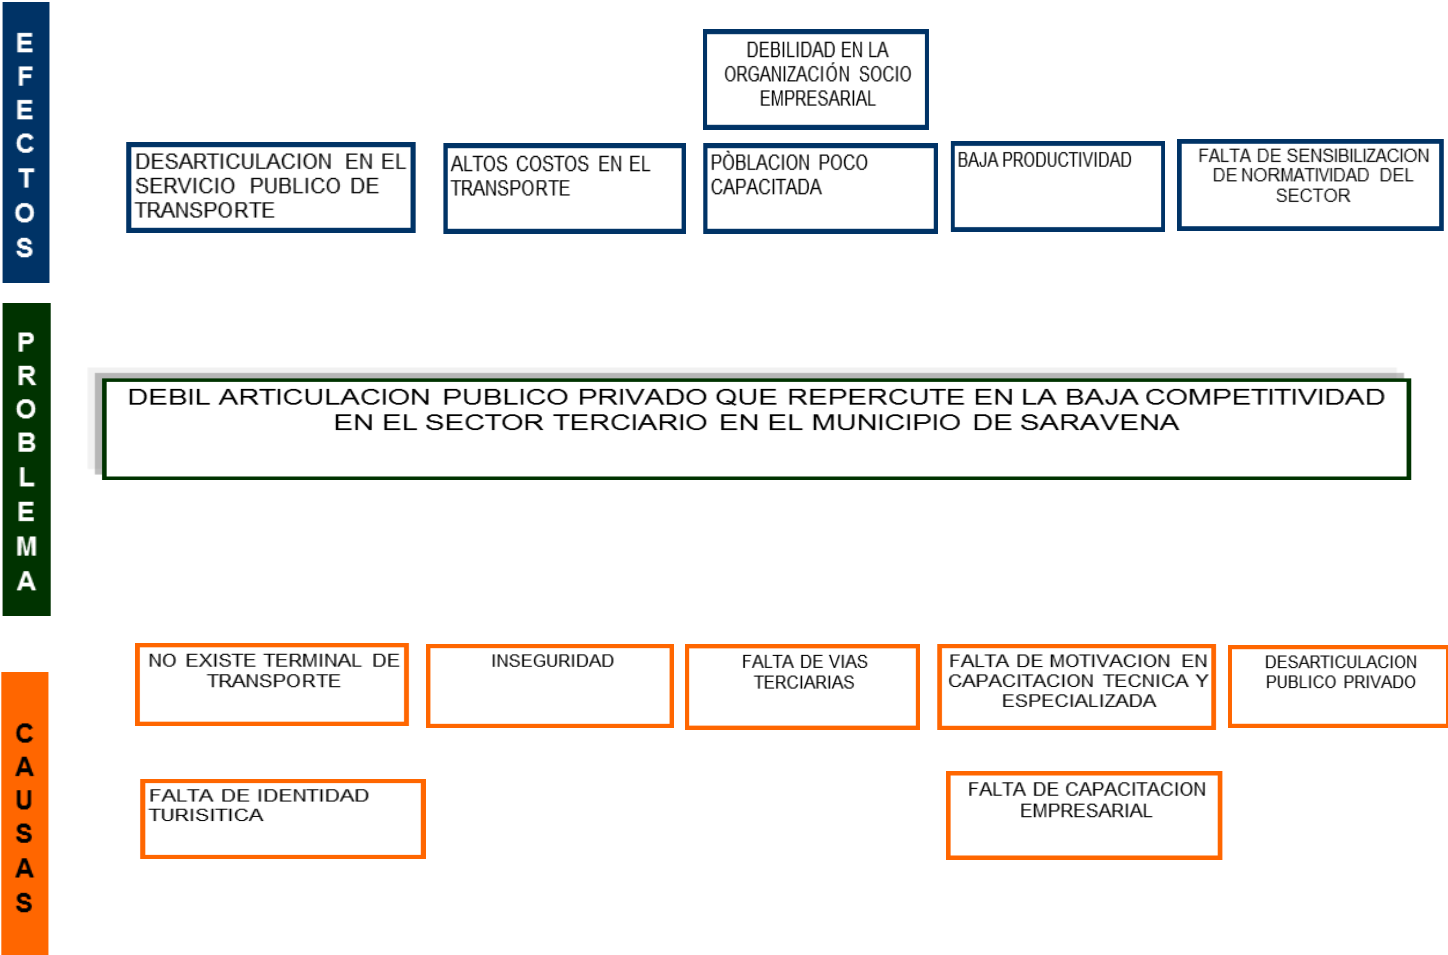 EFECTOS
DEBILIDAD EN LA
ORGANIZACIÓN SOCIO
EMPRESARIAL
DESARTICULACION EN EL
SERVICIO PUBLICO DE
TRANSPORTE
ALTOS COSTOS EN EL
TRANSPORTE
PÒBLACION POCO
CAPACITADA
BAJA PRODUCTIVIDAD
FALTA DE SENSIBILIZACION
DE NORMATIVIDAD DEL
SECTOR
PROBLEMA
DEBIL ARTICULACION PUBLICO PRIVADO QUE REPERCUTE EN LA BAJA COMPETITIVIDAD
EN EL SECTOR TERCIARIO EN EL MUNICIPIO DE SARAVENA
CAUSAS
NO EXISTE TERMINAL DE
TRANSPORTE
INSEGURIDAD
FALTA DE VIAS
TERCIARIAS
FALTA DE MOTIVACION EN
CAPACITACION TECNICA Y
ESPECIALIZADA
DESARTICULACION
PUBLICO PRIVADO
FALTA DE IDENTIDAD
TURISITICA
FALTA DE CAPACITACION
EMPRESARIAL